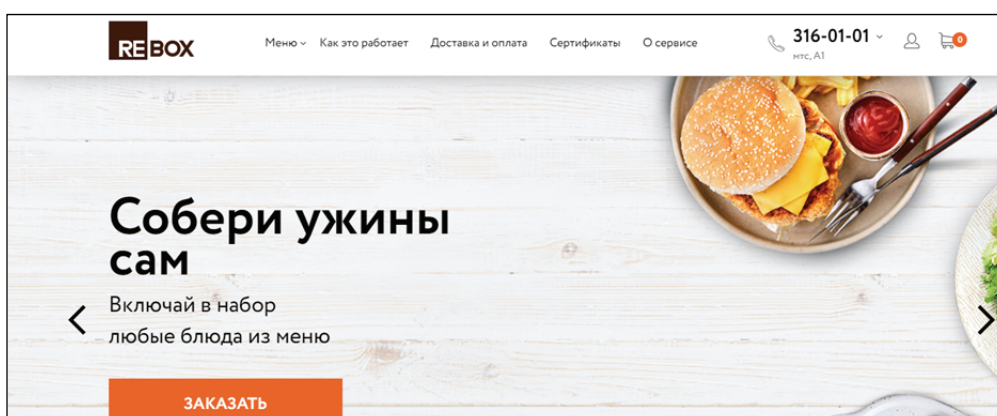 REBOX
Меню Как это работает Доставка и оплата Сертификаты О сервисе
316-01-01
мтс, A1
0
Собери ужины
сам
Включай в набор
любые блюда из меню
ЗАКАЗАТЬ